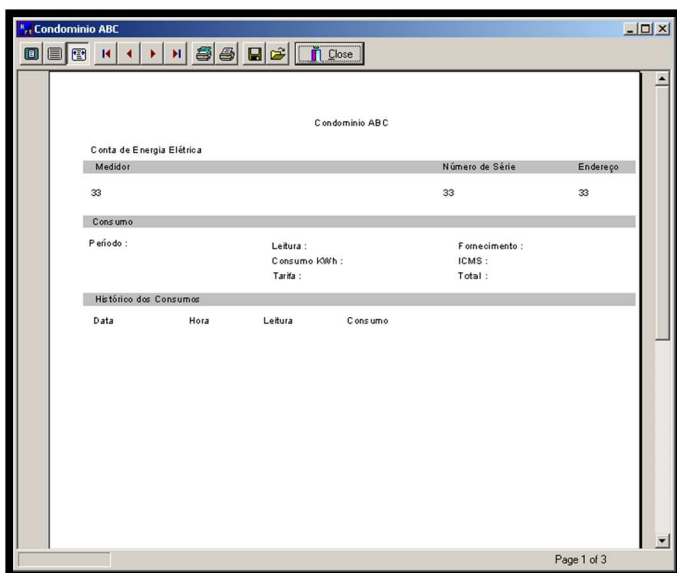 Condominio ABC
Close
Condominio ABC
Conta de Energia Elétrica
Medidor Número de Série Endereço
33 33 33
Consumo
Período : Leitura : Fornecimento :
Consumo KWh : ICMS :
Tarifa : Total :
Histórico dos Consumos
Data Hora Leitura Consumo
Page 1 of 3